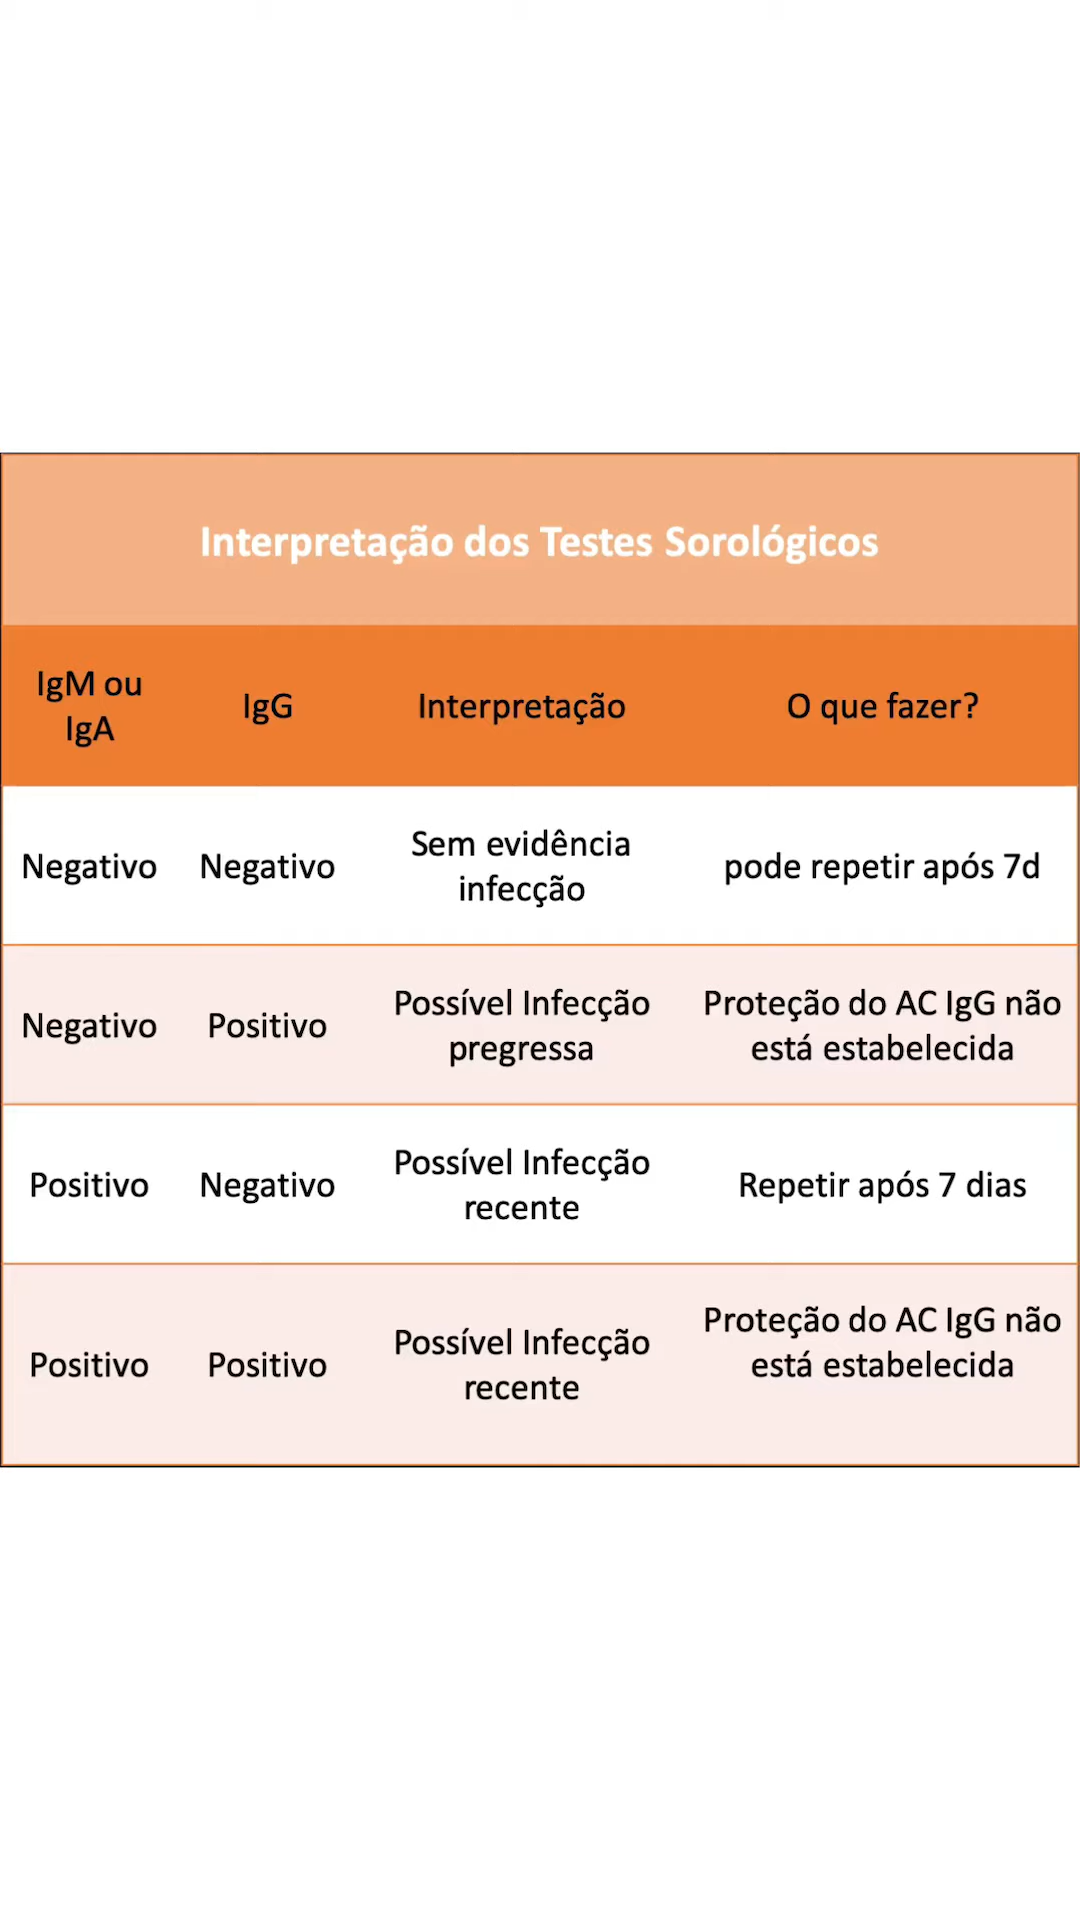 Interpretação dos Testes Sorológicos
IgM ou
IgA
IgG
Interpretação
O que fazer?
Negativo
Negativo
Sem evidência
infecção
pode repetir após 7d
Negativo
Positivo
Possível Infecção
pregressa
Proteção do AC IgG não
está estabelecida
Positivo
Negativo
Possível Infecção
recente
Repetir após 7 dias
Positivo
Positivo
Possível Infecção
recente
Proteção do AC IgG não
está estabelecida